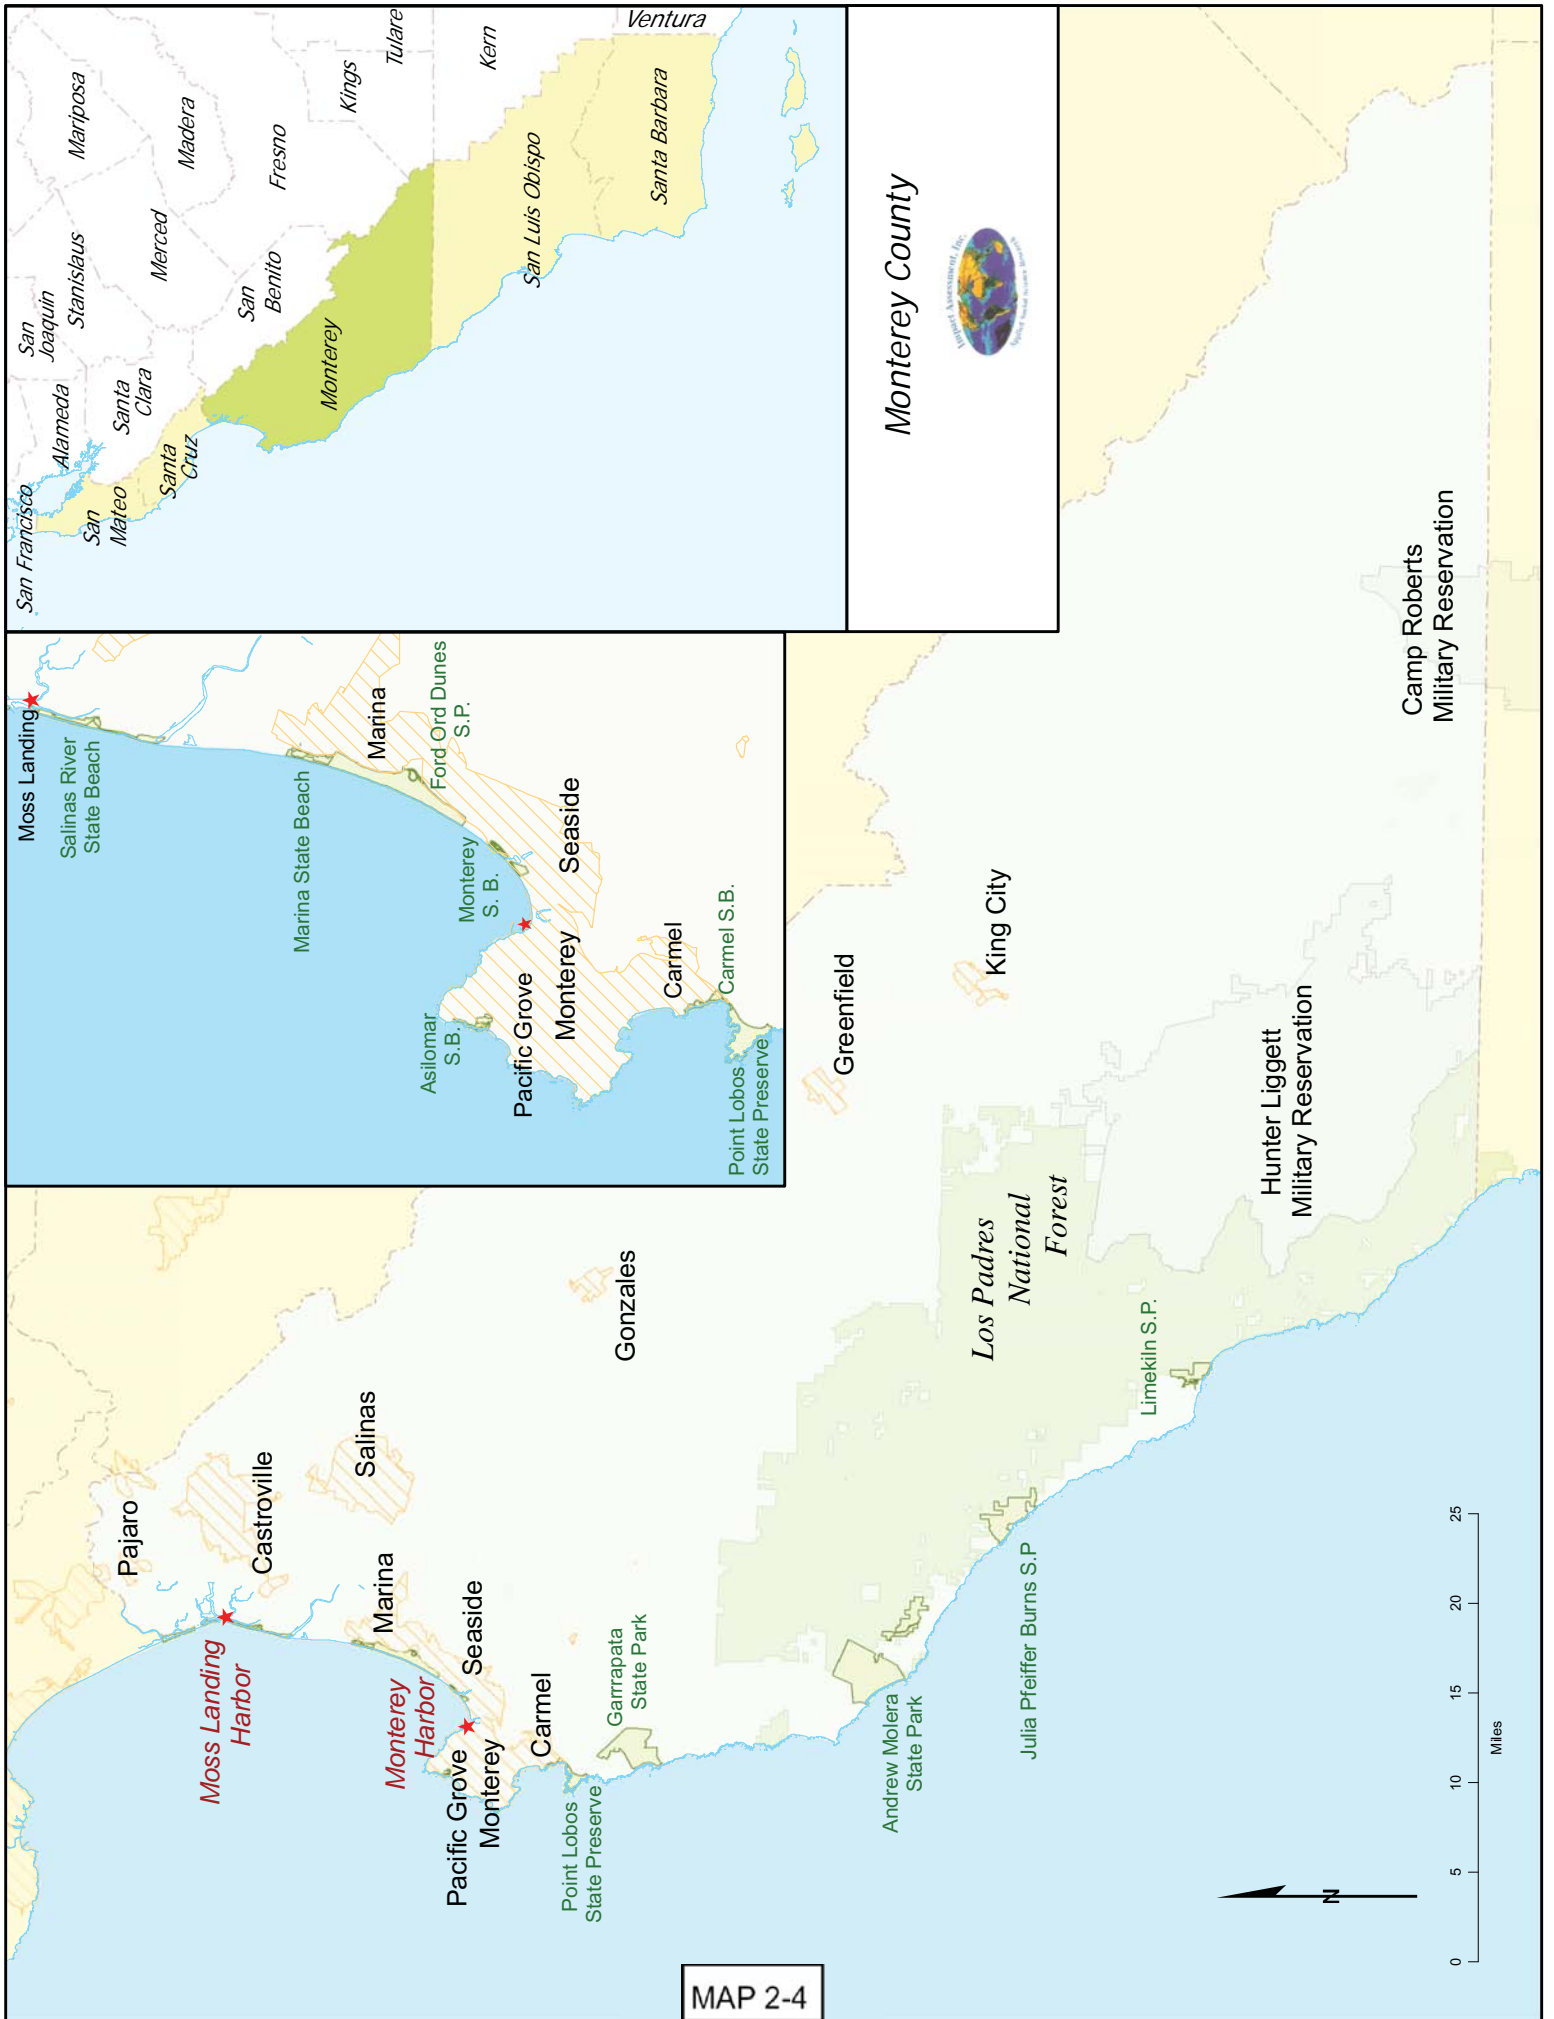 San Francisco
San
Mateo
Alameda
Santa
Clara
Santa
Cruz
San
Joaquin
Stanislaus
Merced
Mariposa
Madera
Fresno
San
Benito
Kings
Tulare
Kern
Ventura
Monterey
San Luis Obispo
Santa Barbara
Moss Landing
Salinas River
State Beach
Marina State Beach
Marina
Ford Ord Dunes
S.P.
Monterey
S. B.
Seaside
Asilomar
S.B.
Pacific Grove
Monterey
Carmel
Carmel S.B.
Point Lobos
State Preserve
Monterey County
Impact Assessment, Inc.
Pajaro
Castroville
Moss Landing
Harbor
Salinas
Marina
Monterey
Harbor
Seaside
Pacific Grove
Monterey
Carmel
Point Lobos
State Preserve
Garrrapata
State Park
Gonzales
Greenfield
King City
Andrew Molera
State Park
Los Padres
National
Forest
Julia Pfeiffer Burns S.P
Limekiln S.P.
Hunter Liggett
Military Reservation
Camp Roberts
Military Reservation
N
0 5 10 15 20 25
Miles
MAP 2-4